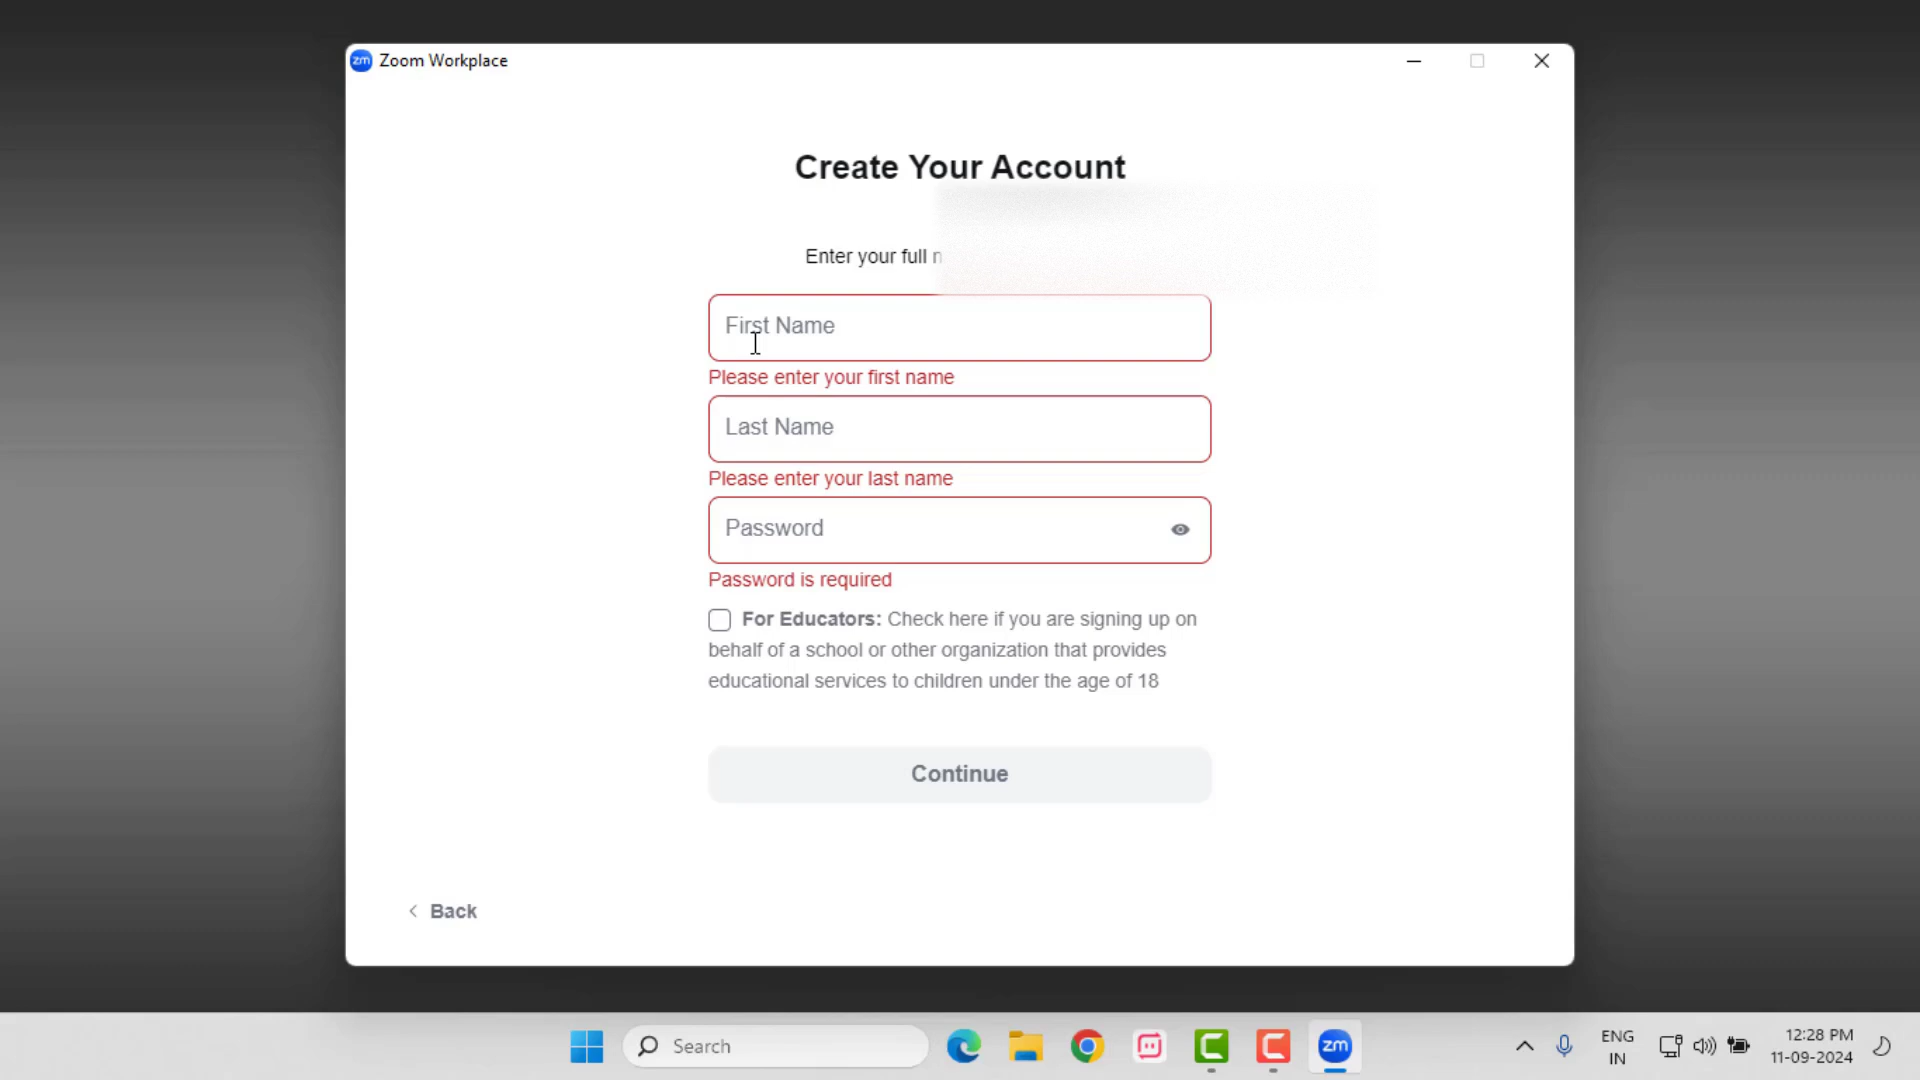 zm Zoom Workplace
Create Your Account
Enter your full
First Name
Please enter your first name
Last Name
Please enter your last name
Password
Password is required
For Educators: Check here if you are signing up on
behalf of a school or other organization that provides
educational services to children under the age of 18
Continue
Back
Search
zm
ENG
IN
12:28 PM
11-09-2024